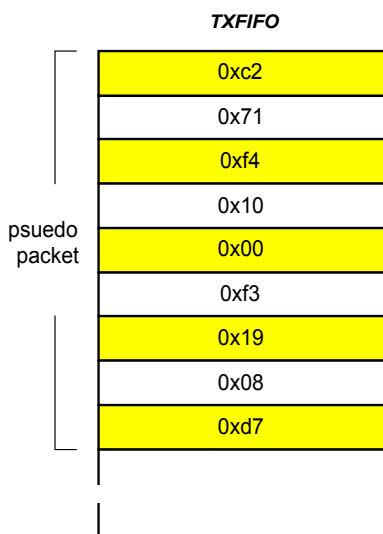 TXFIFO
0xc2
0x71
0xf4
0x10
0x00
psuedo
packet
0xf3
0x19
0x08
0xd7